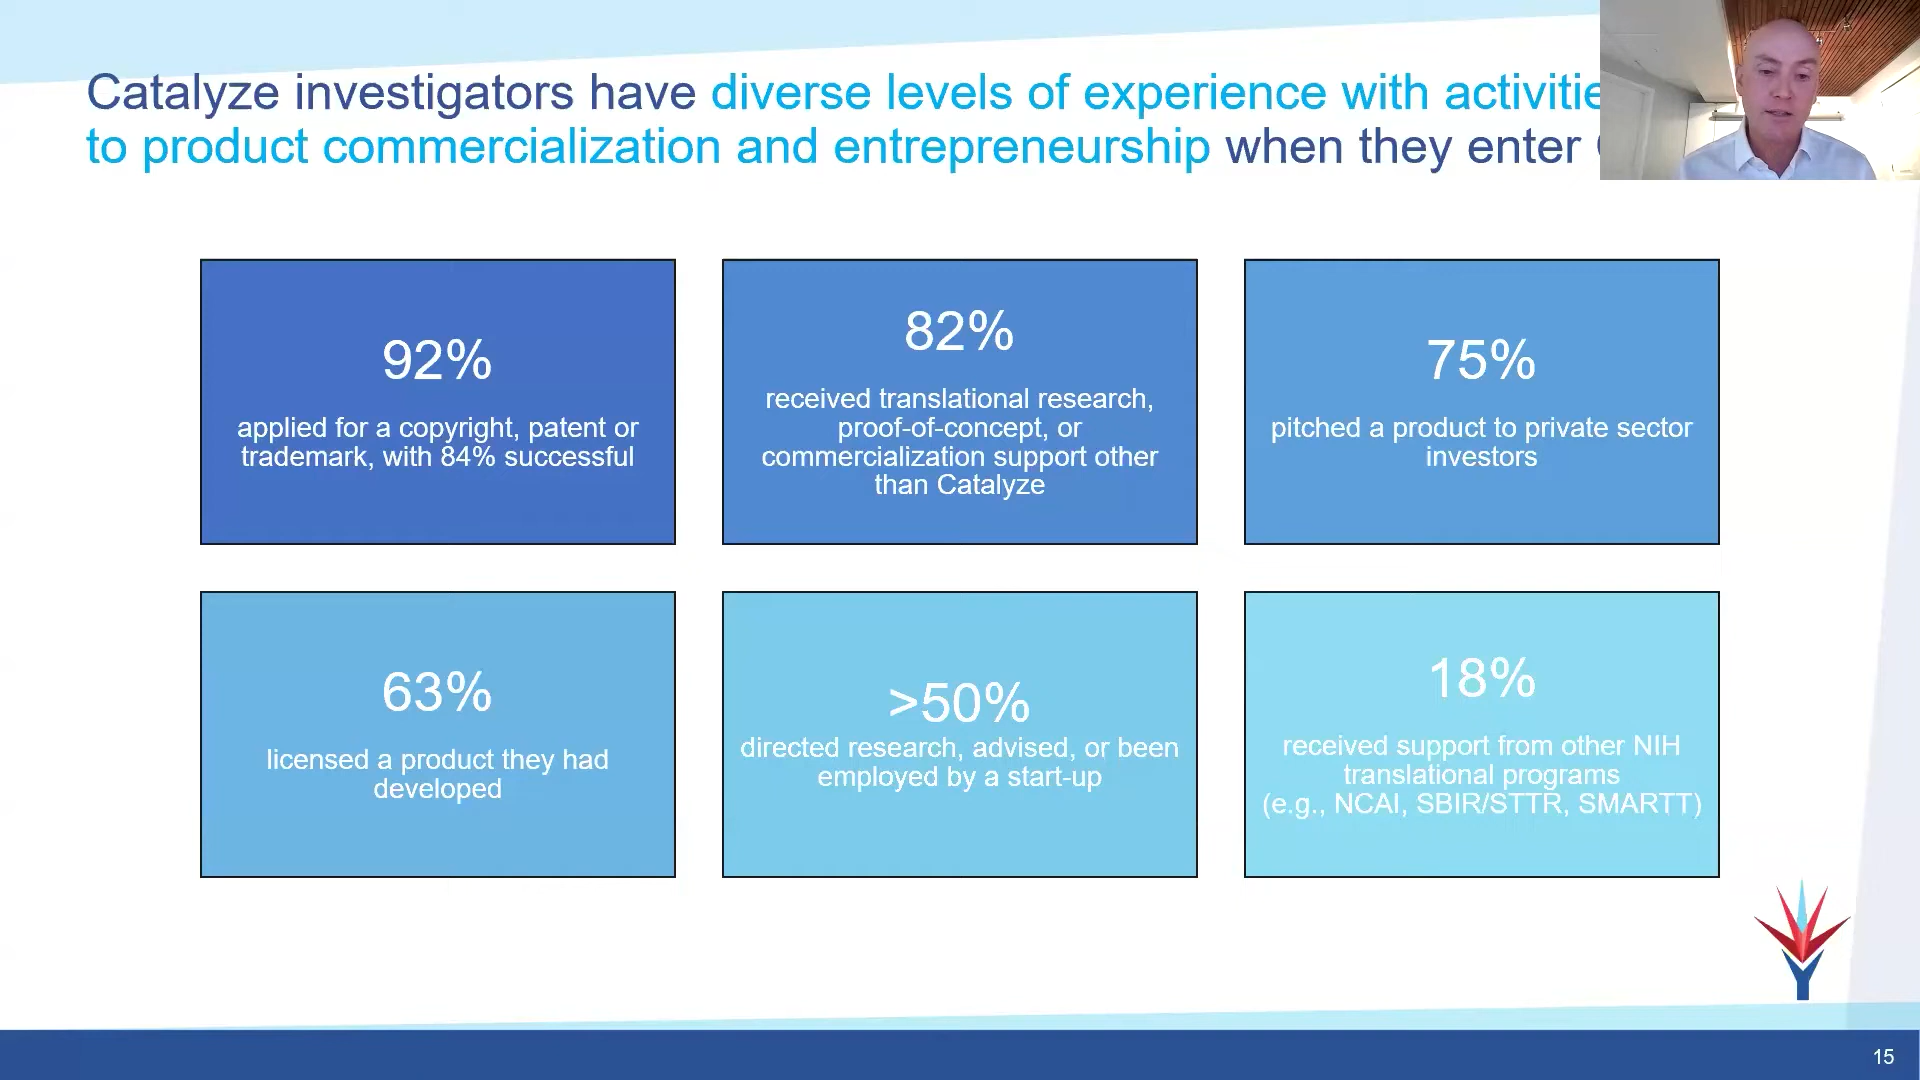 Catalyze investigators have diverse levels of experience with
to product commercialization and entrepreneurship when they enter
92%
applied for a copyright, patent or
trademark, with 84% successful
82%
received translational research,
proof-of-concept, or
commercialization support other
than Catalyze
75%
pitched a product to private sector
investors
63%
licensed a product they had
developed
>50%
directed research, advised, or been
employed by a start-up
18%
received support from other NIH
translational programs
(e.g., NCAI, SBIR/STTR, SMARTT)
15